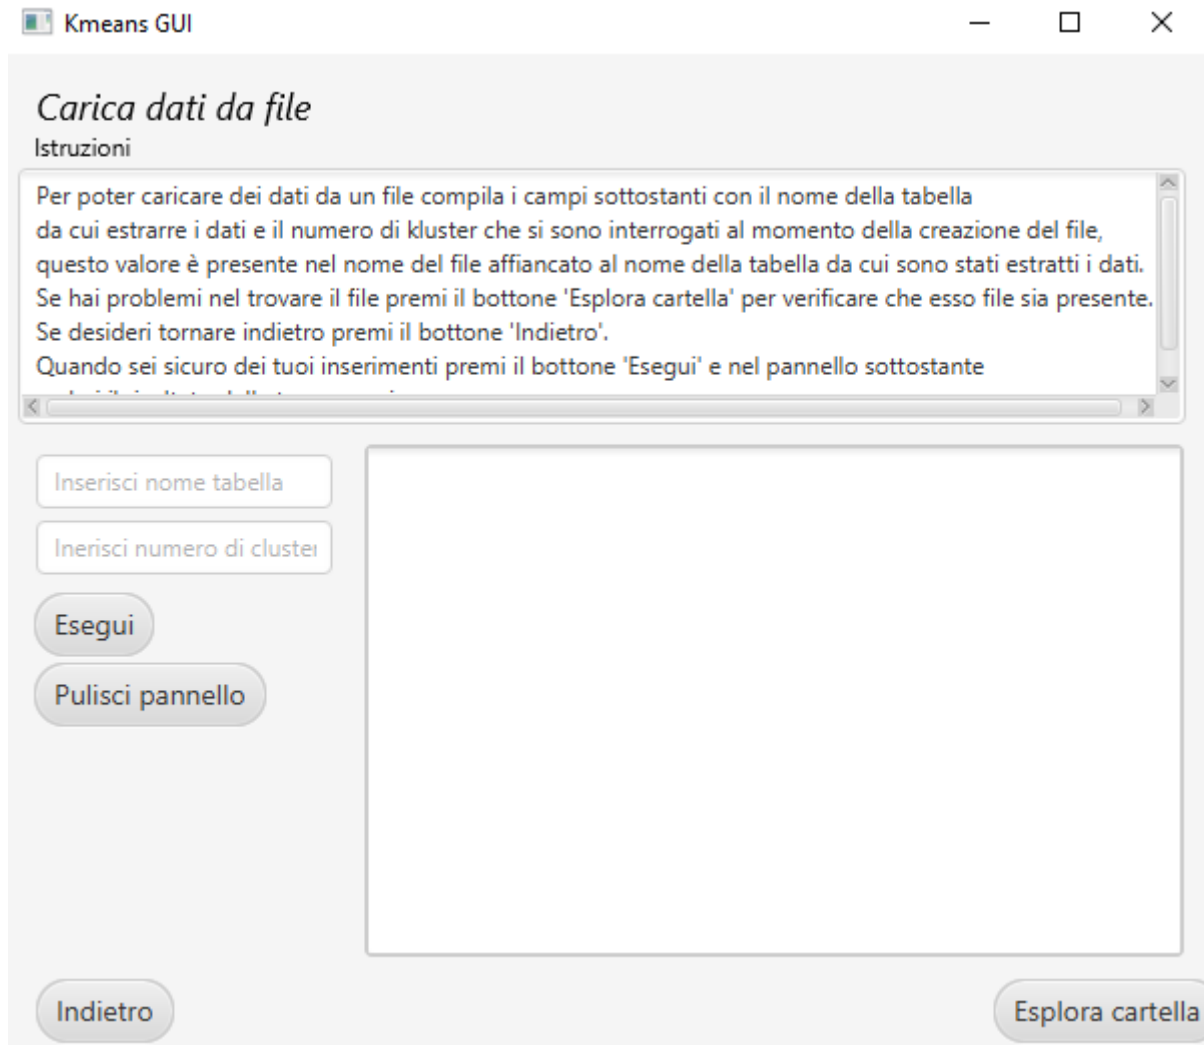 Kmeans GUI
Carica dati da file
Istruzioni
Per poter caricare dei dati da un file compila i campi sottostanti con il nome della tabella
da cui estrarre i dati e il numero di kluster che si sono interrogati al momento della creazione del file,
questo valore è presente nel nome del file affiancato al nome della tabella da cui sono stati estratti i dati.
Se hai problemi nel trovare il file premi il bottone 'Esplora cartella' per verificare che esso file sia presente.
Se desideri tornare indietro premi il bottone 'Indietro'.
Quando sei sicuro dei tuoi inserimenti premi il bottone 'Esegui' e nel pannello sottostante
Inserisci nome tabella
Inerisci numero di cluster
Esegui
Pulisci pannello
Indietro
Esplora cartella